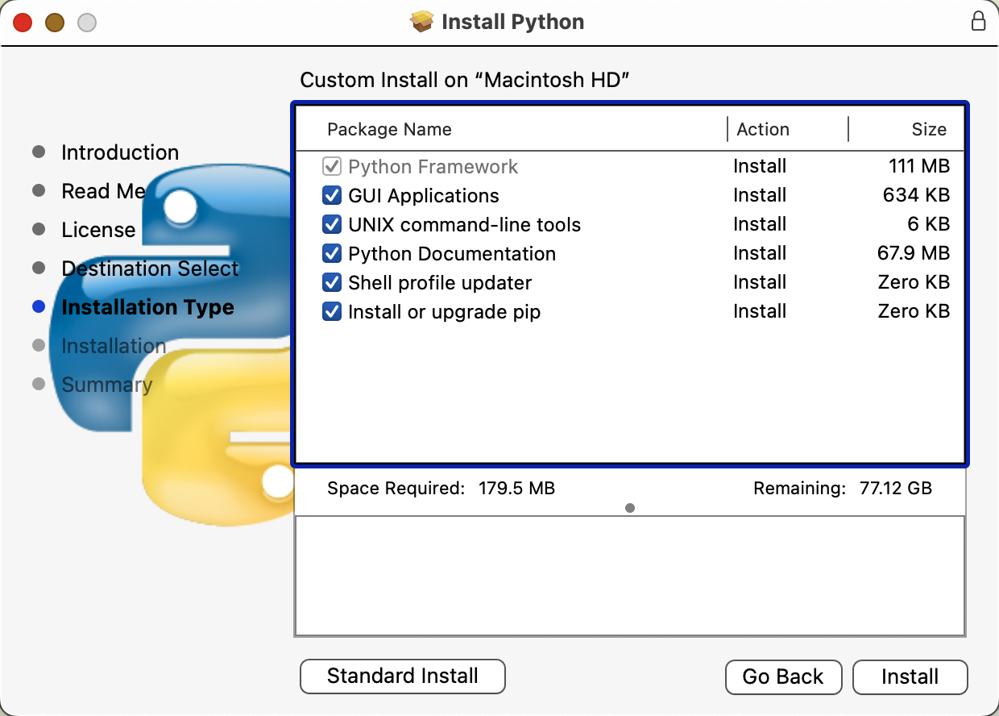 Install Python
Custom Install on “Macintosh HD”
Introduction
Read Me
License
Destination Select
Installation Type
Installation
Summary
Package Name Action Size
Python Framework Install 111 MB
GUI Applications Install 634 KB
UNIX command-line tools Install 6 KB
Python Documentation Install 67.9 MB
Shell profile updater Install Zero KB
Install or upgrade pip Install Zero KB
Space Required: 179.5 MB Remaining: 77.12 GB
Standard Install Go Back Install